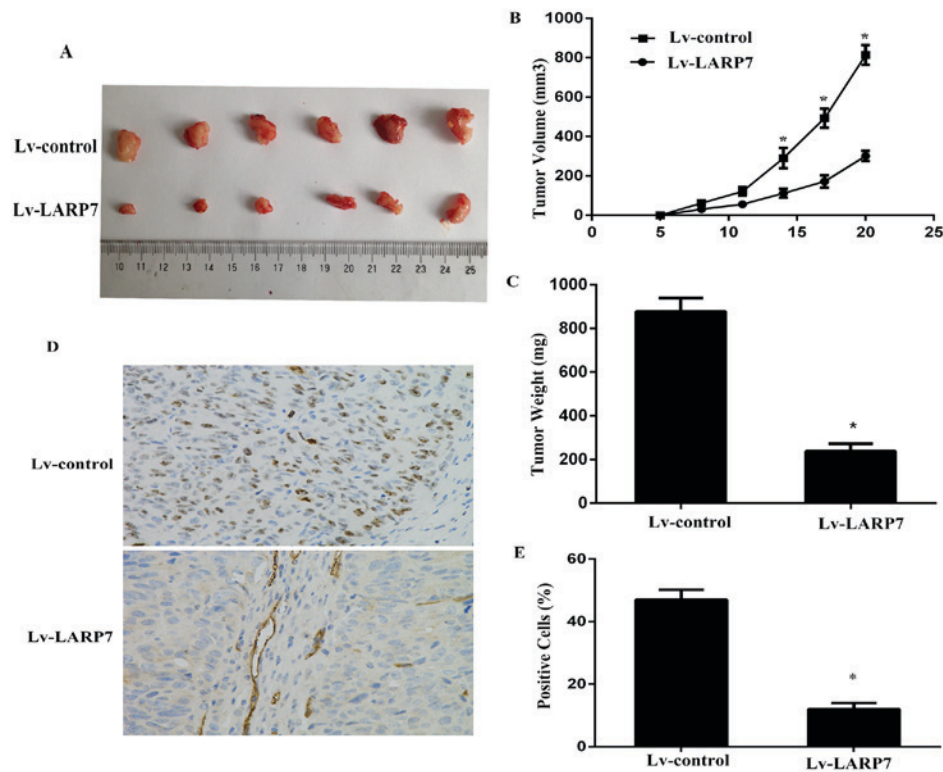 A
Lv-control
Lv-LARP7
10 11 12 13 14 15 16 17 18 19 20 21 22 23 24 25
B
Tumor Volume (mm3)
1000
800
600
400
200
0
Lv-control
Lv-LARP7
*
*
*
0 5 10 15 20 25
C
Tumor Weight (mg)
1000
800
600
400
200
0
*
Lv-control Lv-LARP7
D
Lv-control
Lv-LARP7
E
Positive Cells (%)
60
40
20
0
*
Lv-control Lv-LARP7